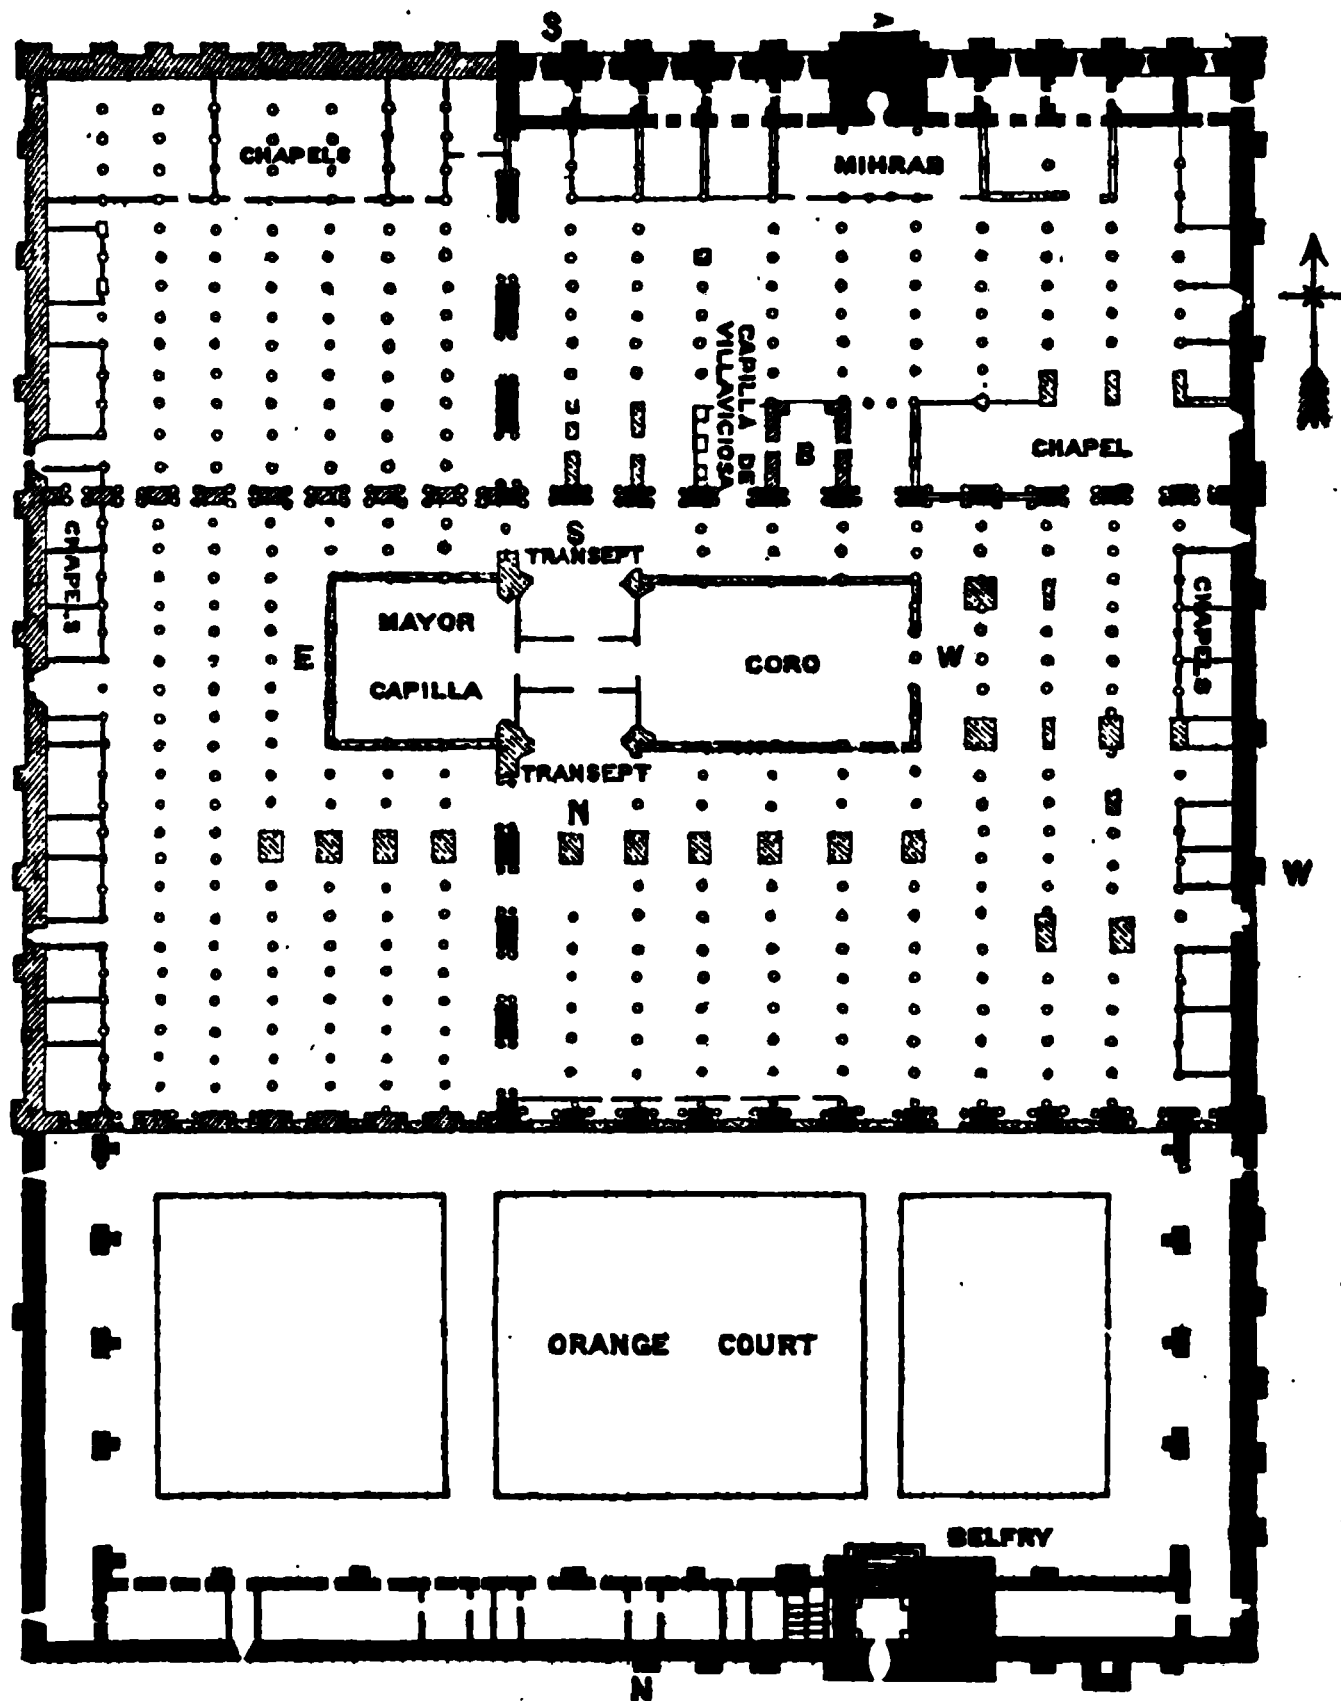 S
A
CHAPELS
MIHRAB
CAPILLA DE
VILLAVICIOSA
B
CHAPEL
S
TRANSEPT
CHAPELS
CHAPELS
MAYOR
CAPILLA
E
CORO
W
TRANSEPT
N
W
ORANGE COURT
BELFRY
N